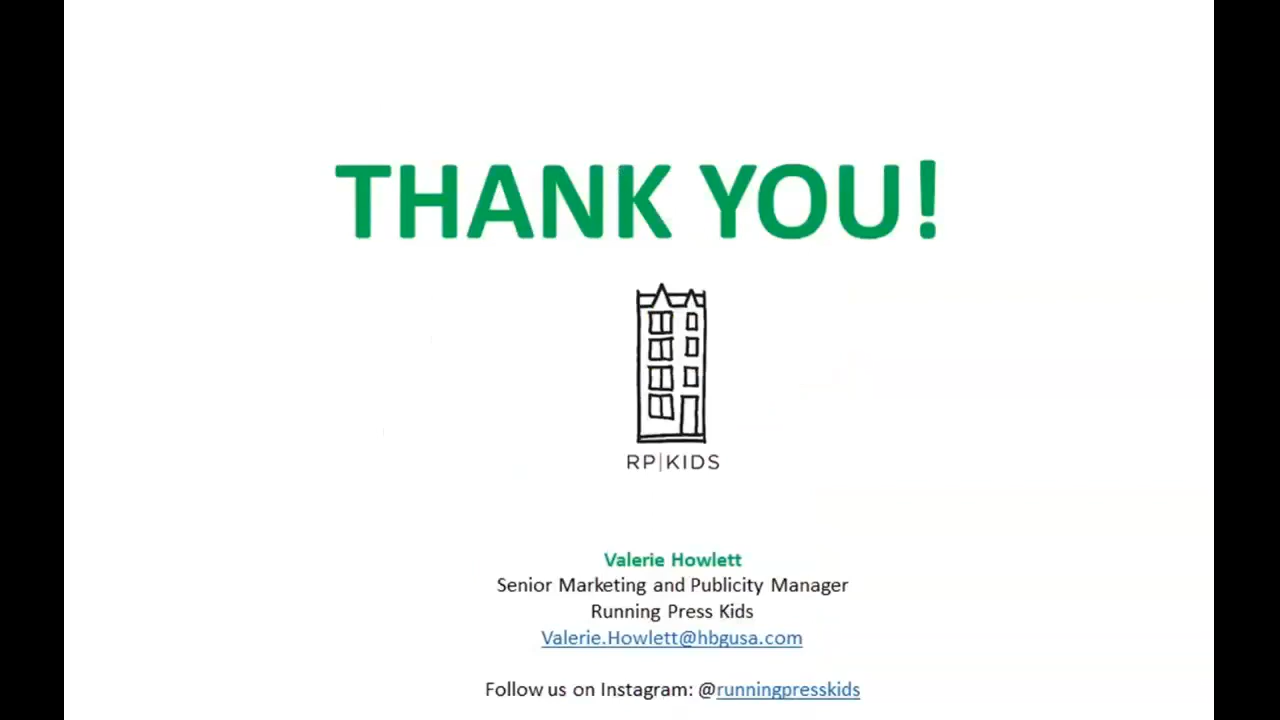 THANK YOU!
RP|KIDS
Valerie Howlett
Senior Marketing and Publicity Manager
Running Press Kids
Valerie.Howlett@hbgusa.com
Follow us on Instagram: @runningpresskids